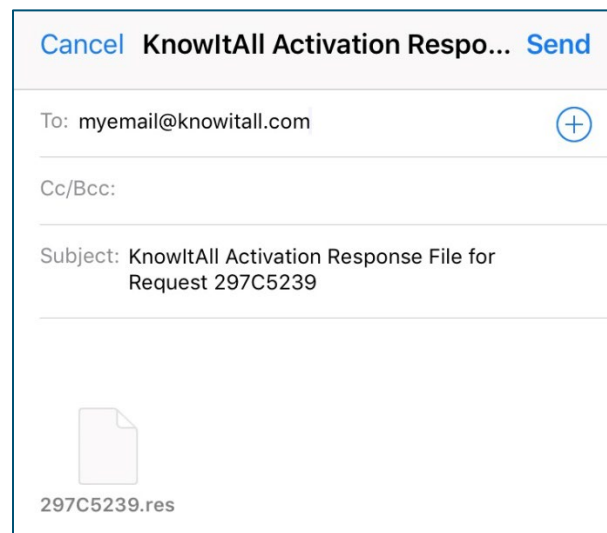 Cancel KnowItAll Activation Respo... Send
To: myemail@knowitall.com
Cc/Bcc:
Subject: KnowItAll Activation Response File for
Request 297C5239
297C5239.res